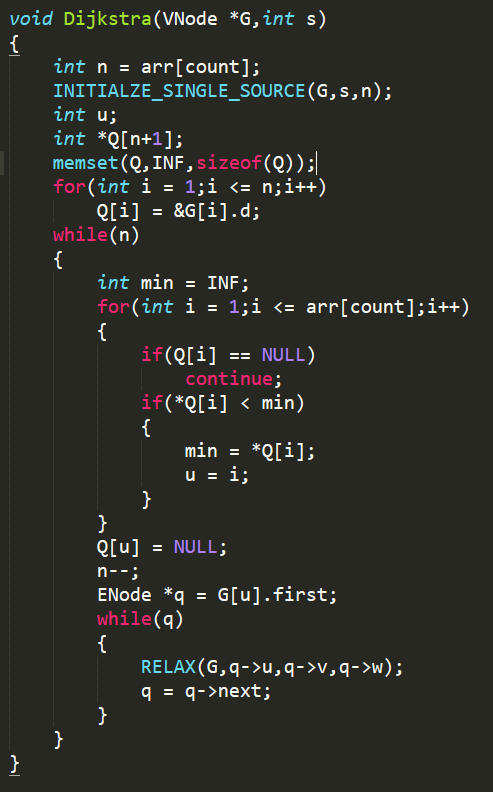 void Dijkstra(VNode *G,int s)
{
    int n = arr[count];
    INITIALZE_SINGLE_SOURCE(G,s,n);
    int u;
    int *Q[n+1];
    memset(Q,INF,sizeof(Q));
    for(int i = 1;i <= n;i++)
        Q[i] = &G[i].d;
    while(n)
    {
        int min = INF;
        for(int i = 1;i <= arr[count];i++)
        {
            if(Q[i] == NULL)
                continue;
            if(*Q[i] < min)
            {
                min = *Q[i];
                u = i;
            }
        }
        Q[u] = NULL;
        n--;
        ENode *q = G[u].first;
        while(q)
        {
            RELAX(G,q->u,q->v,q->w);
            q = q->next;
        }
    }
}